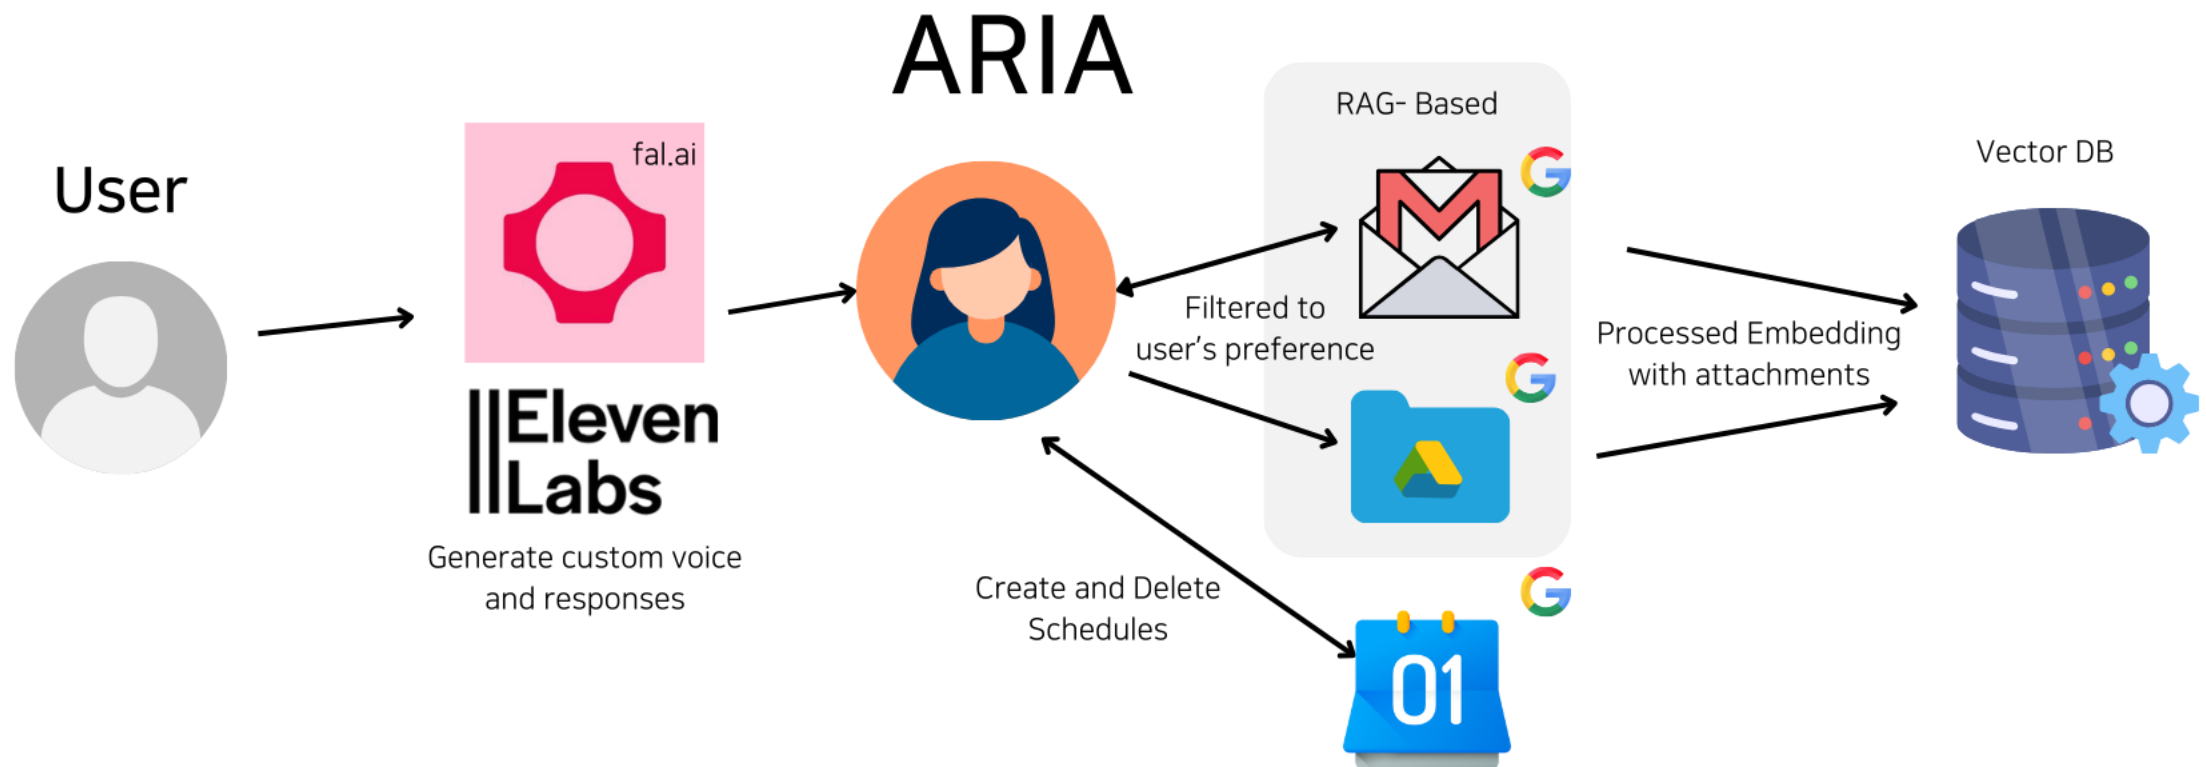 ARIA
User
fal.ai
Eleven
Labs
Generate custom voice
and responses
RAG- Based
Filtered to
user's preference
Create and Delete
Schedules
01
Processed Embedding
with attachments
Vector DB